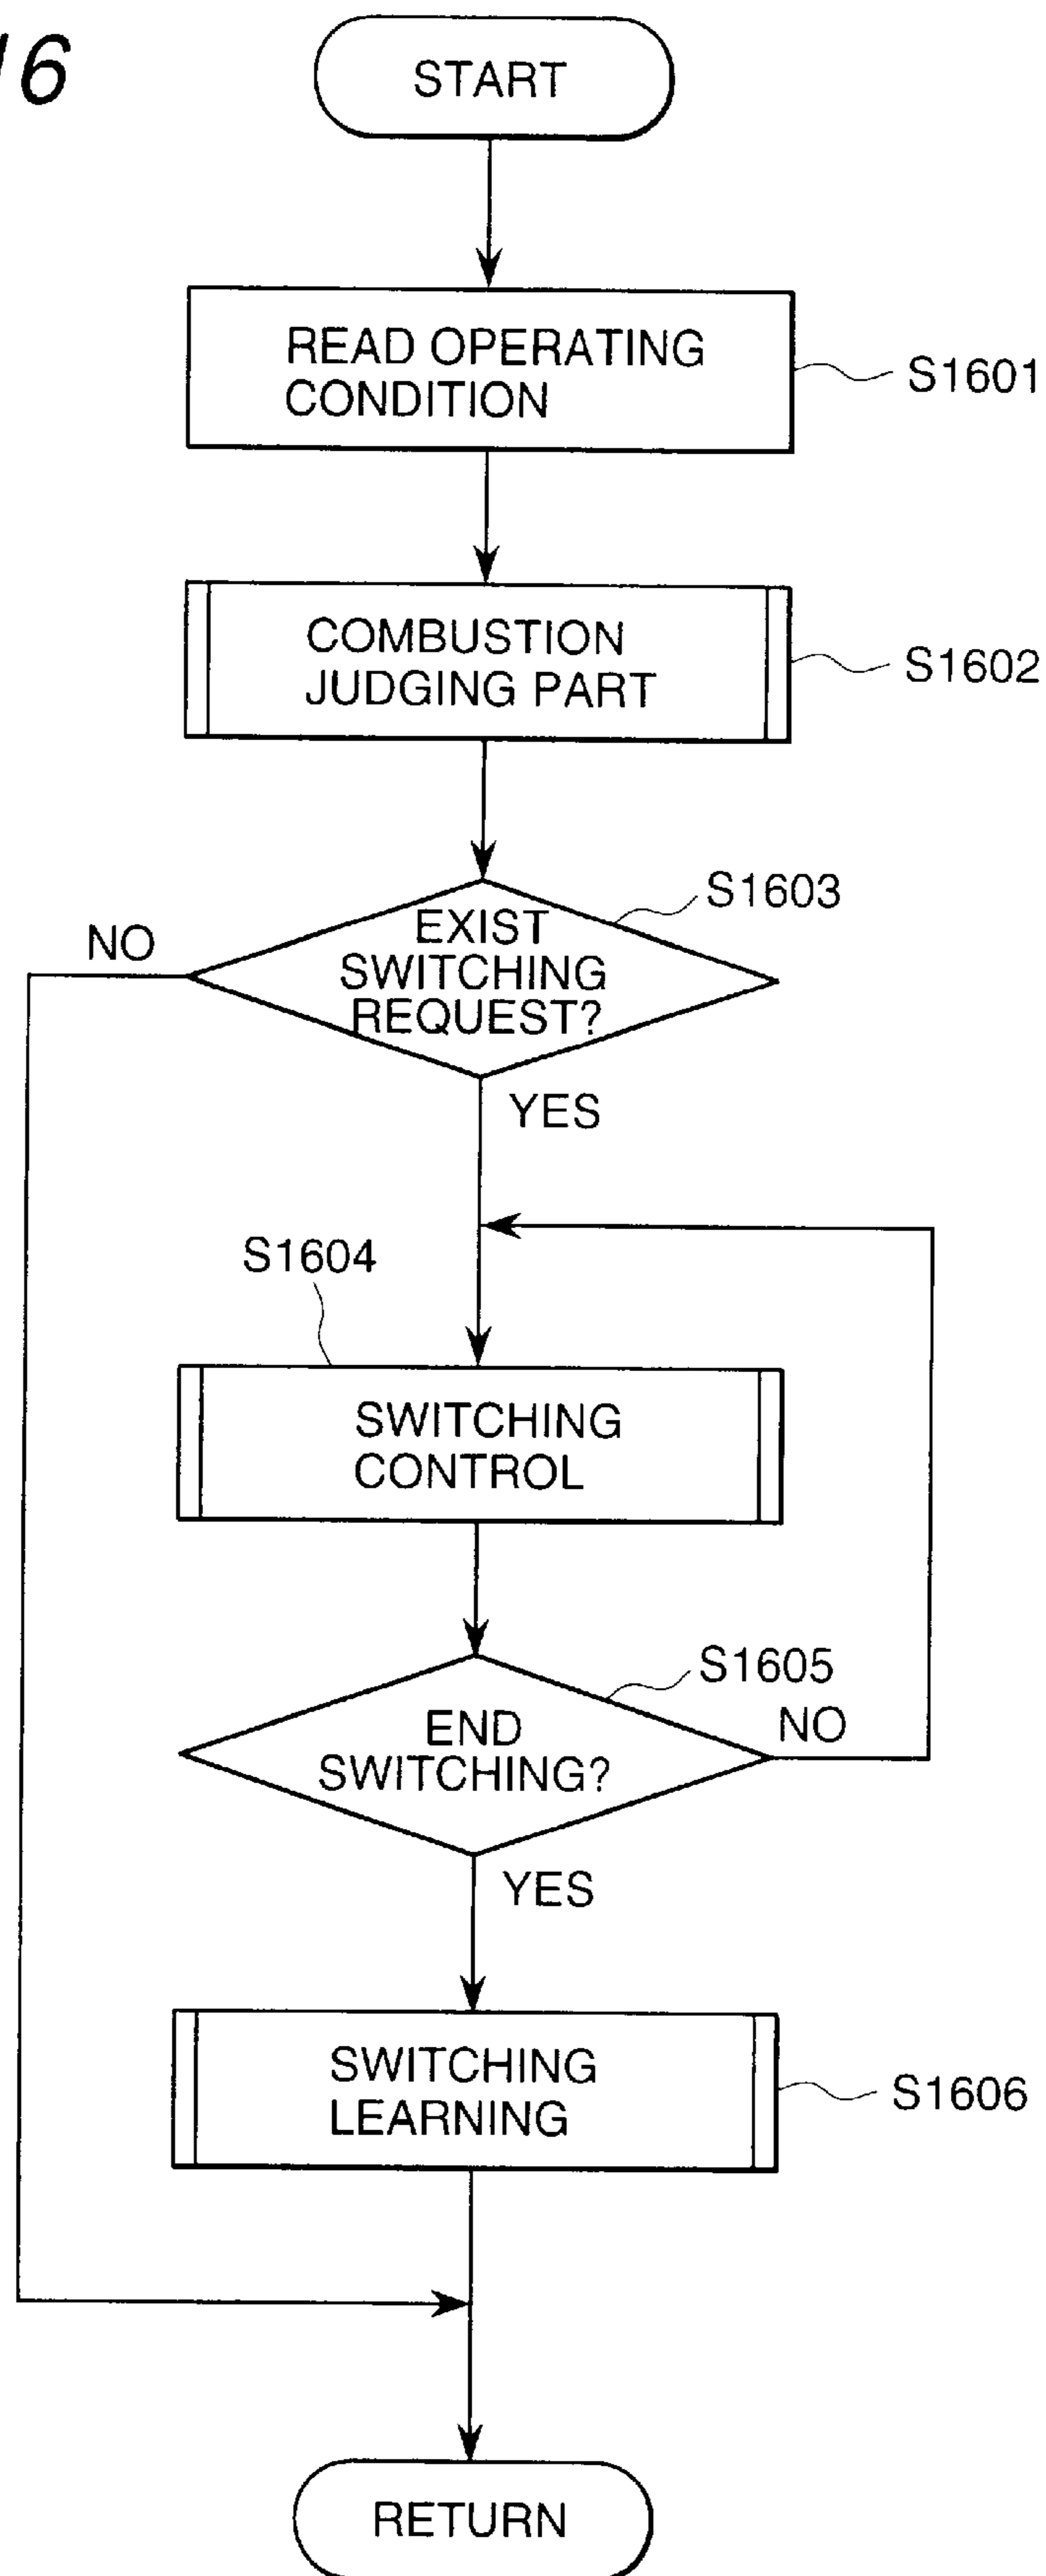 16
START
READ OPERATING
CONDITION
S1601
COMBUSTION
JUDGING PART
S1602
S1603
EXIST
SWITCHING
REQUEST?
NO
YES
S1604
SWITCHING
CONTROL
S1605
END
SWITCHING?
NO
YES
SWITCHING
LEARNING
S1606
RETURN